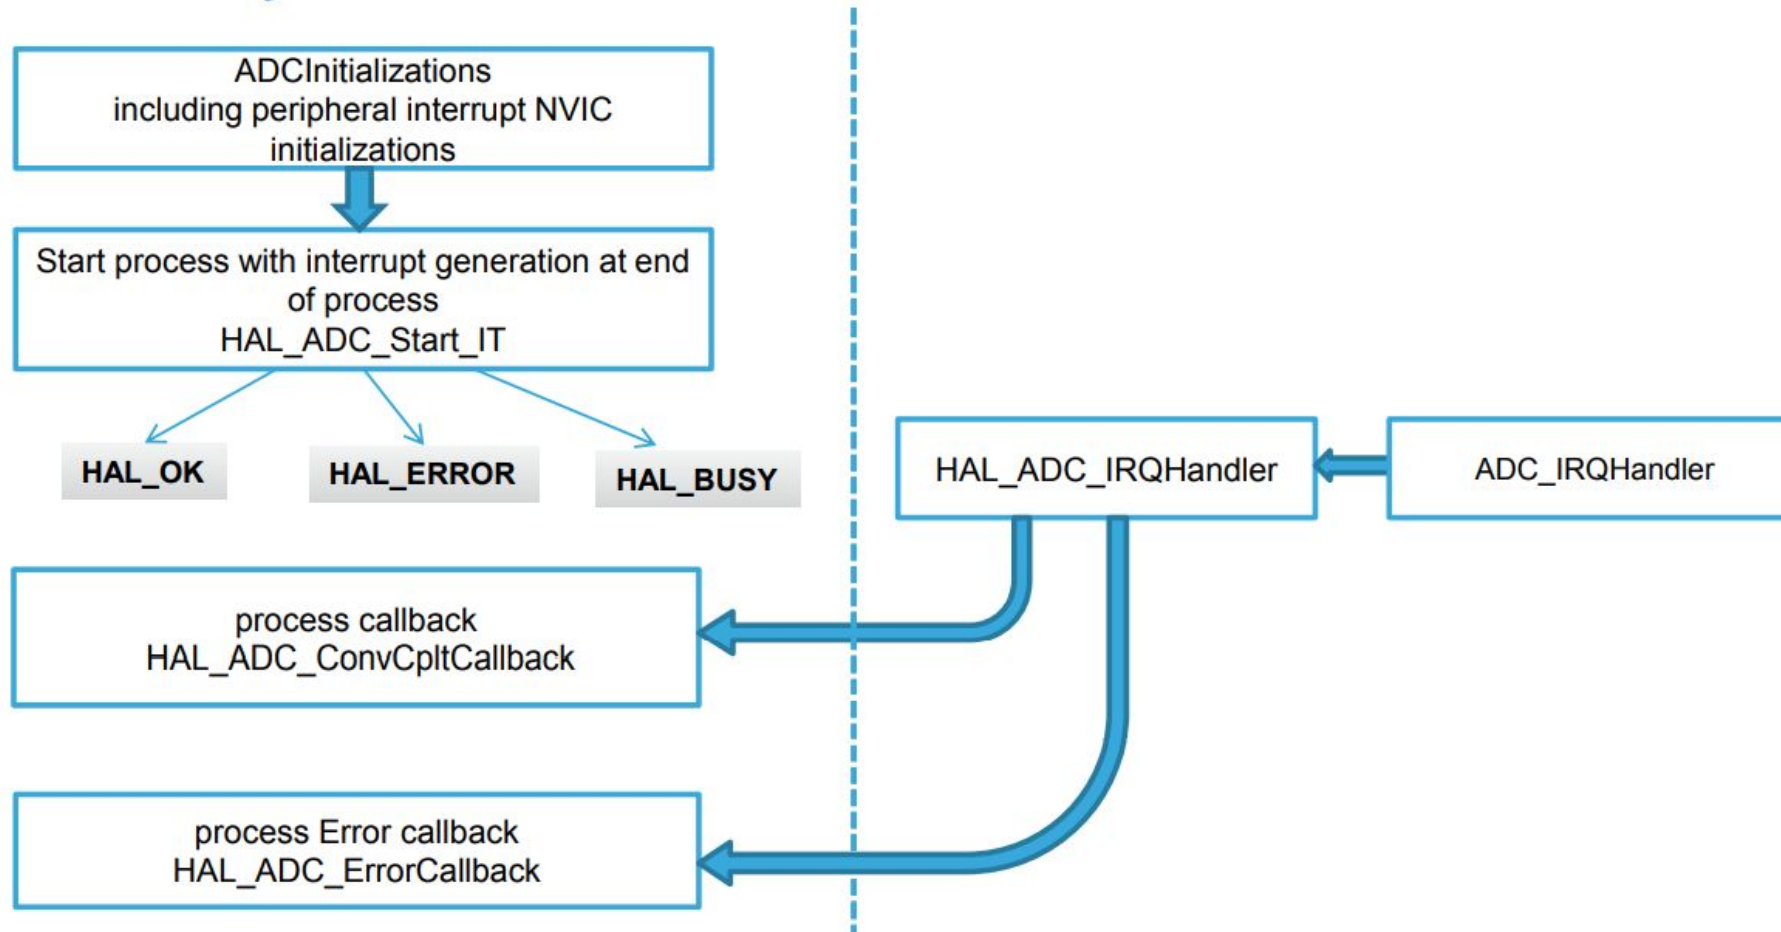 ADCInitializations
including peripheral interrupt NVIC
initializations
Start process with interrupt generation at end
of process
HAL_ADC_Start_IT
HAL_OK
HAL_ERROR
HAL_BUSY
HAL_ADC_IRQHandler
ADC_IRQHandler
process callback
HAL_ADC_ConvCpltCallback
process Error callback
HAL_ADC_ErrorCallback